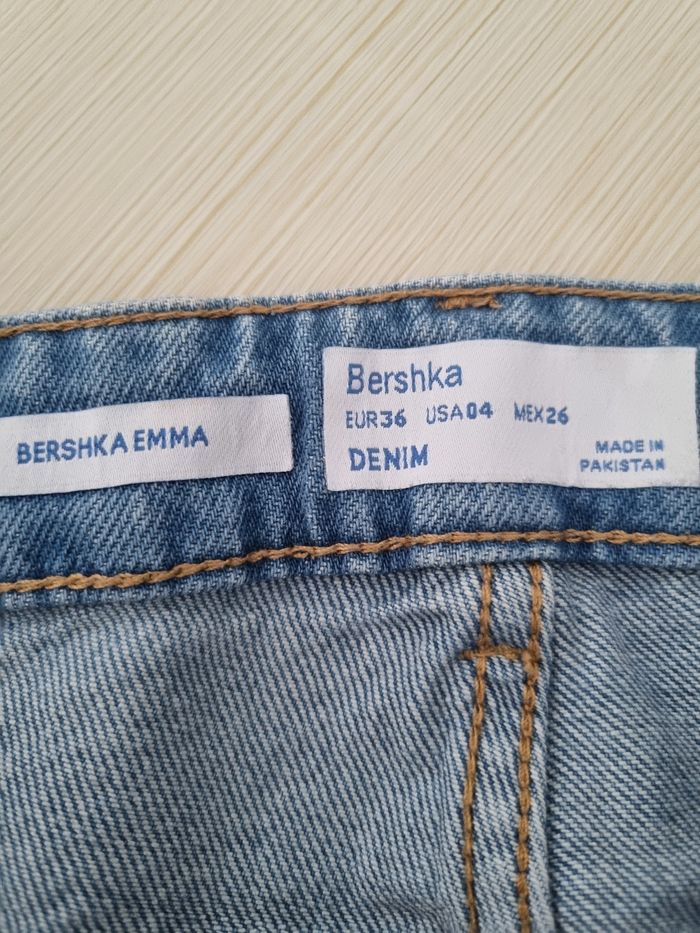 BERSHKA EMMA
Bershka
EUR36 USA04 MEX26
DENIM
MADE IN
PAKISTAN